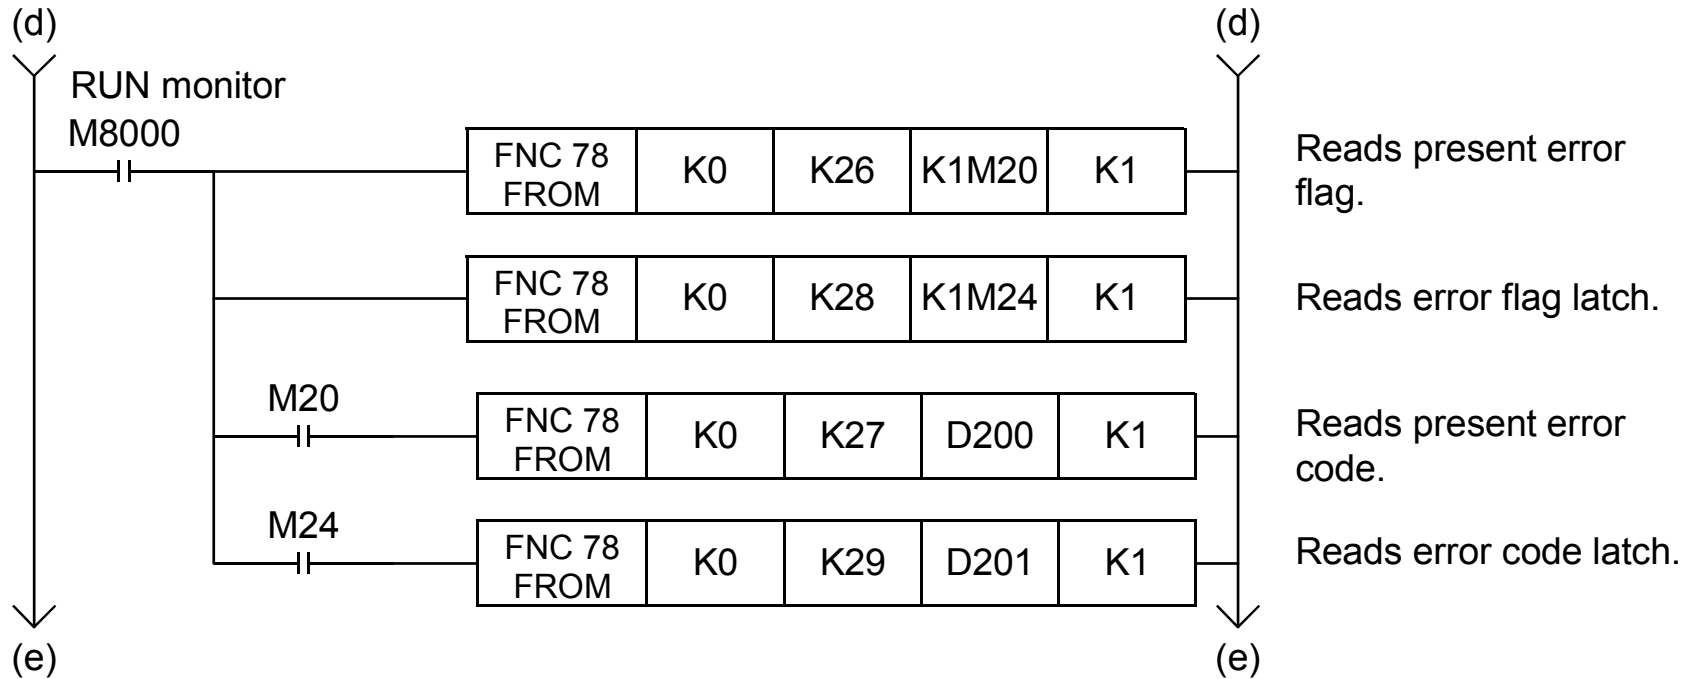 (d) (d)
RUN monitor
M8000
FNC 78
FROM K0 K26 K1M20 K1
Reads present error
flag.
FNC 78
FROM K0 K28 K1M24 K1
Reads error flag latch.
M20
FNC 78
FROM K0 K27 D200 K1
Reads present error
code.
M24
FNC 78
FROM K0 K29 D201 K1
Reads error code latch.
(e) (e)